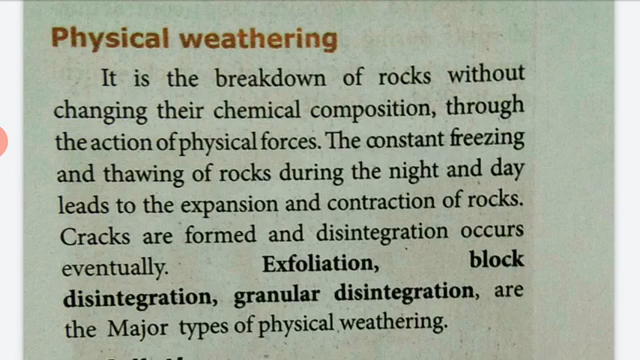 Physical weathering
It is the breakdown of rocks without
changing their chemical composition, through
the action of physical forces. The constant freezing
and thawing of rocks during the night and day
leads to the expansion and contraction of rocks.
Cracks are formed and disintegration occurs
eventually. Exfoliation, block
disintegration, granular disintegration, are
the Major types of physical weathering.